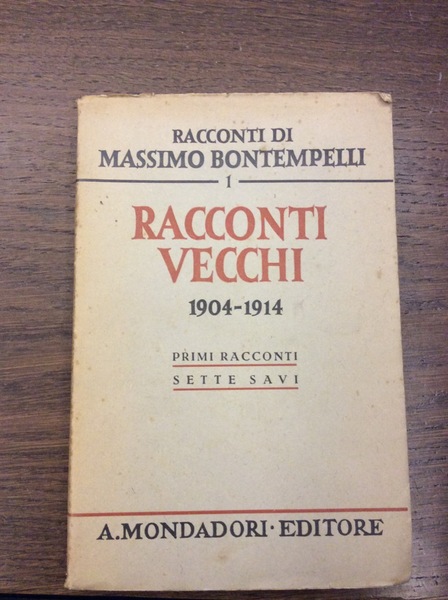 RACCONTI DI
MASSIMO BONTEMPELLI
1
RACCONTI
VECCHI
1904-1914
PRIMI RACCONTI
SETTE SAVI
A. MONDADORI · EDITORE